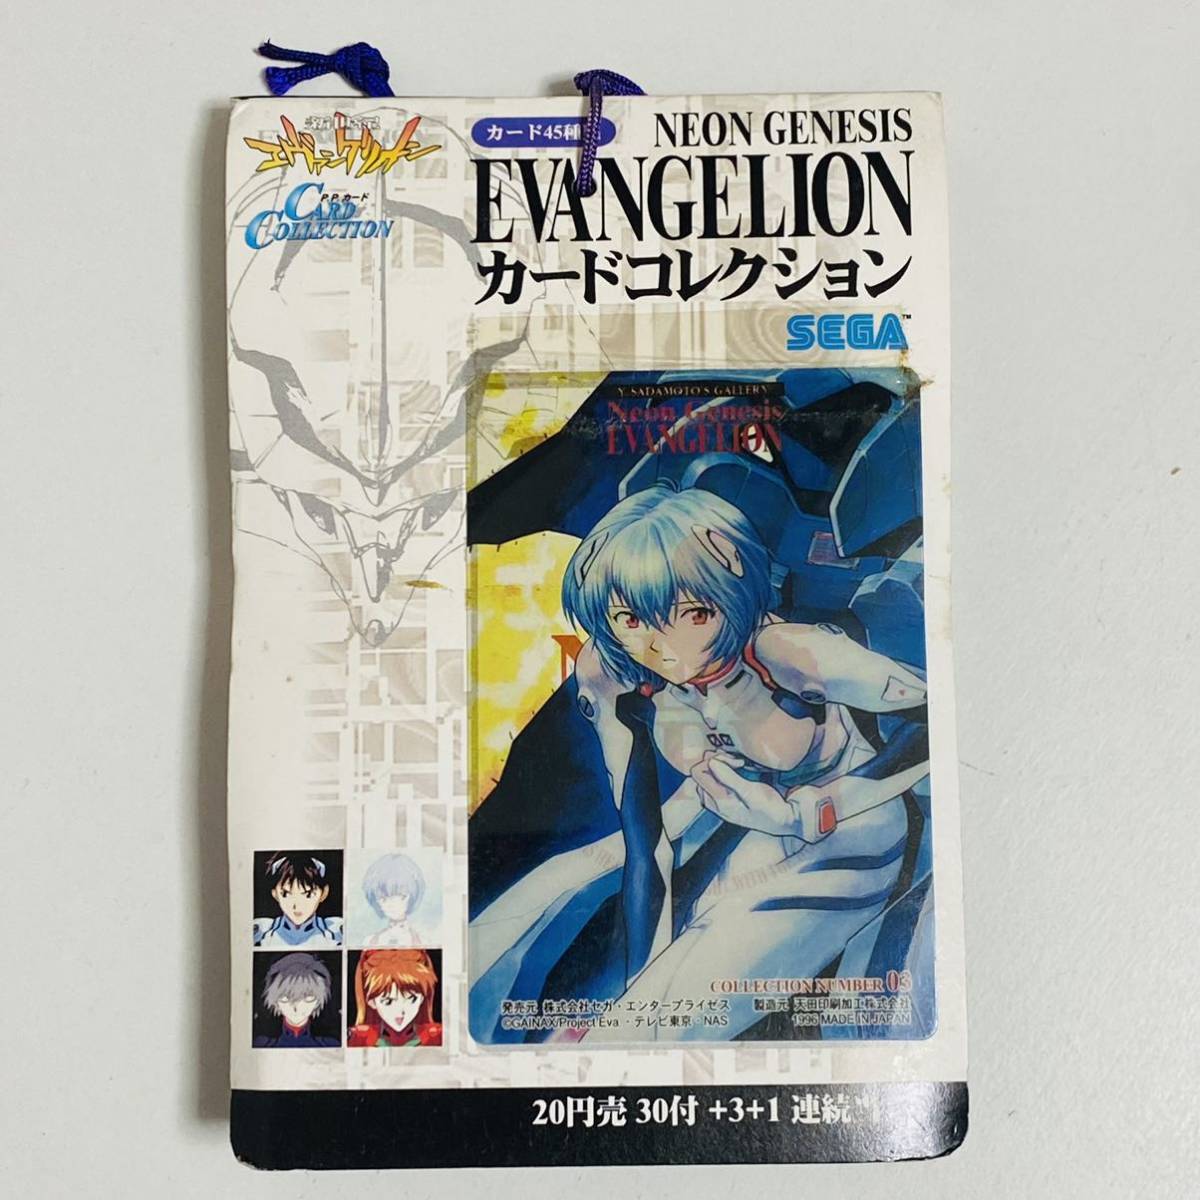 新世紀
エヴァンゲリオン
P.P.カード
CARD
COLLECTION
カード45種
NEON GENESIS
EVANGELION
カードコレクション
SEGA™
Y. SADAMOTO'S GALLERY
Neon Genesis
EVANGELION
00
COLLECTION NUMBER 03
発売元 株式会社セガ・エンタープライゼス
製造元 天田印刷加工株式会社
©GAINAX/Project Eva・テレビ東京・NAS
1996 MADE IN JAPAN
20円売 30付 +3+1 連続